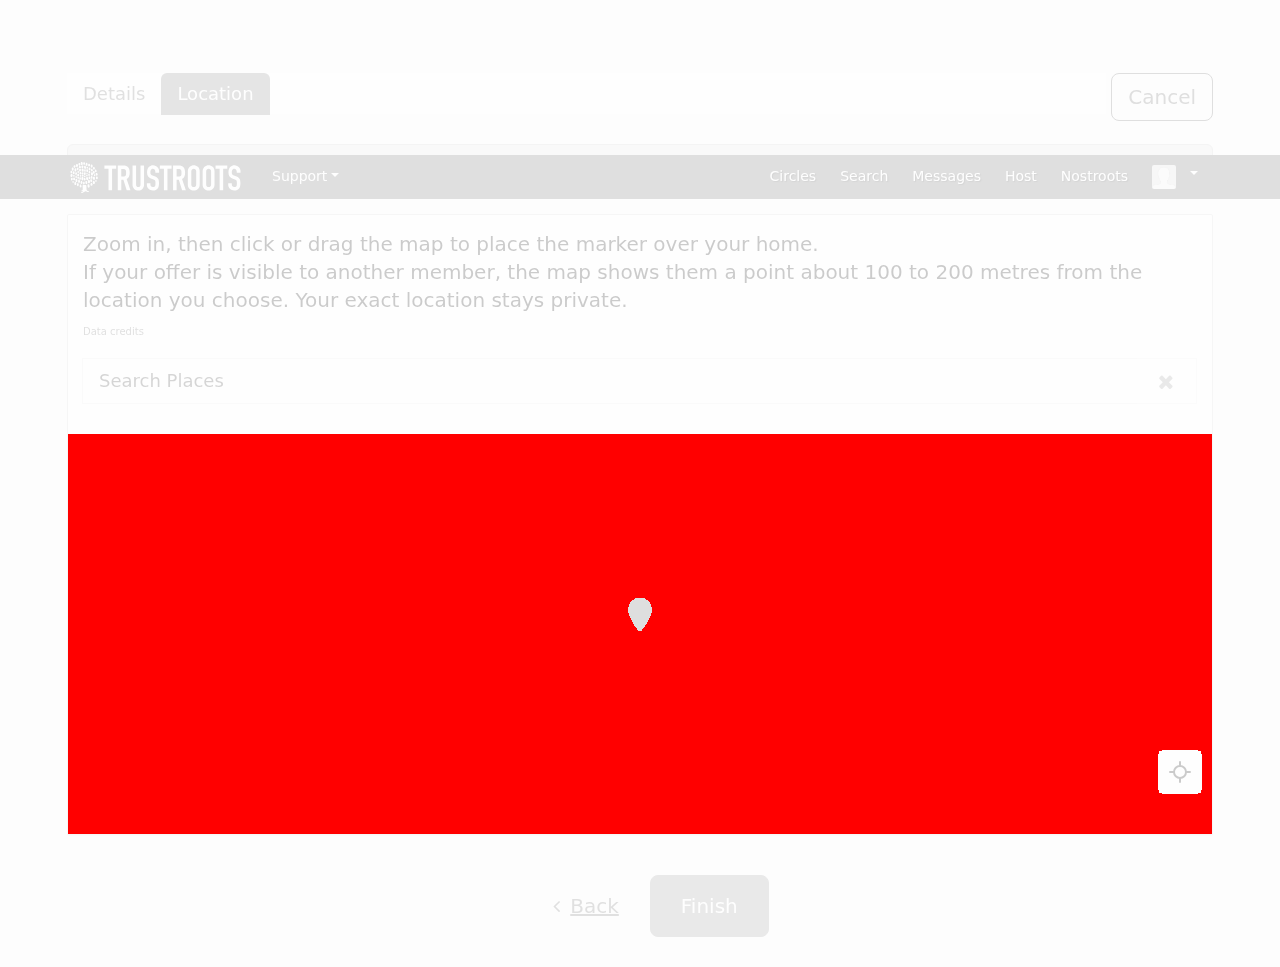 Details
Location
Cancel
TRUSTROOTS
Support
Circles
Search
Messages
Host
Nostroots
Zoom in, then click or drag the map to place the marker over your home.
If your offer is visible to another member, the map shows them a point about 100 to 200 metres from the
location you choose. Your exact location stays private.
Data credits
Search Places
Back
Finish